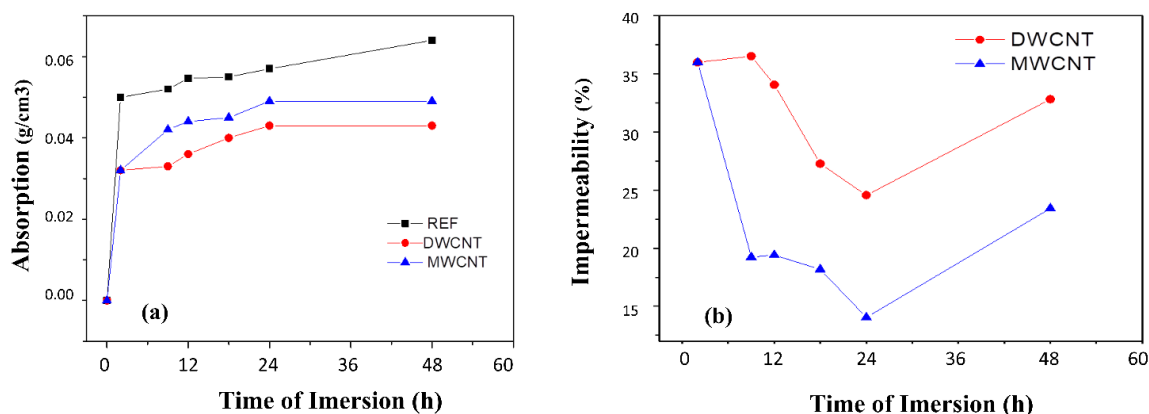 Absorption (g/cm3)
0.06
0.04
0.02
0.00
REF
DWCNT
MWCNT
(a)
0
12
24
36
48
60
Time of Imersion (h)
Impermeability (%)
40
35
30
25
20
15
DWCNT
MWCNT
(b)
0
12
24
36
48
60
Time of Imersion (h)